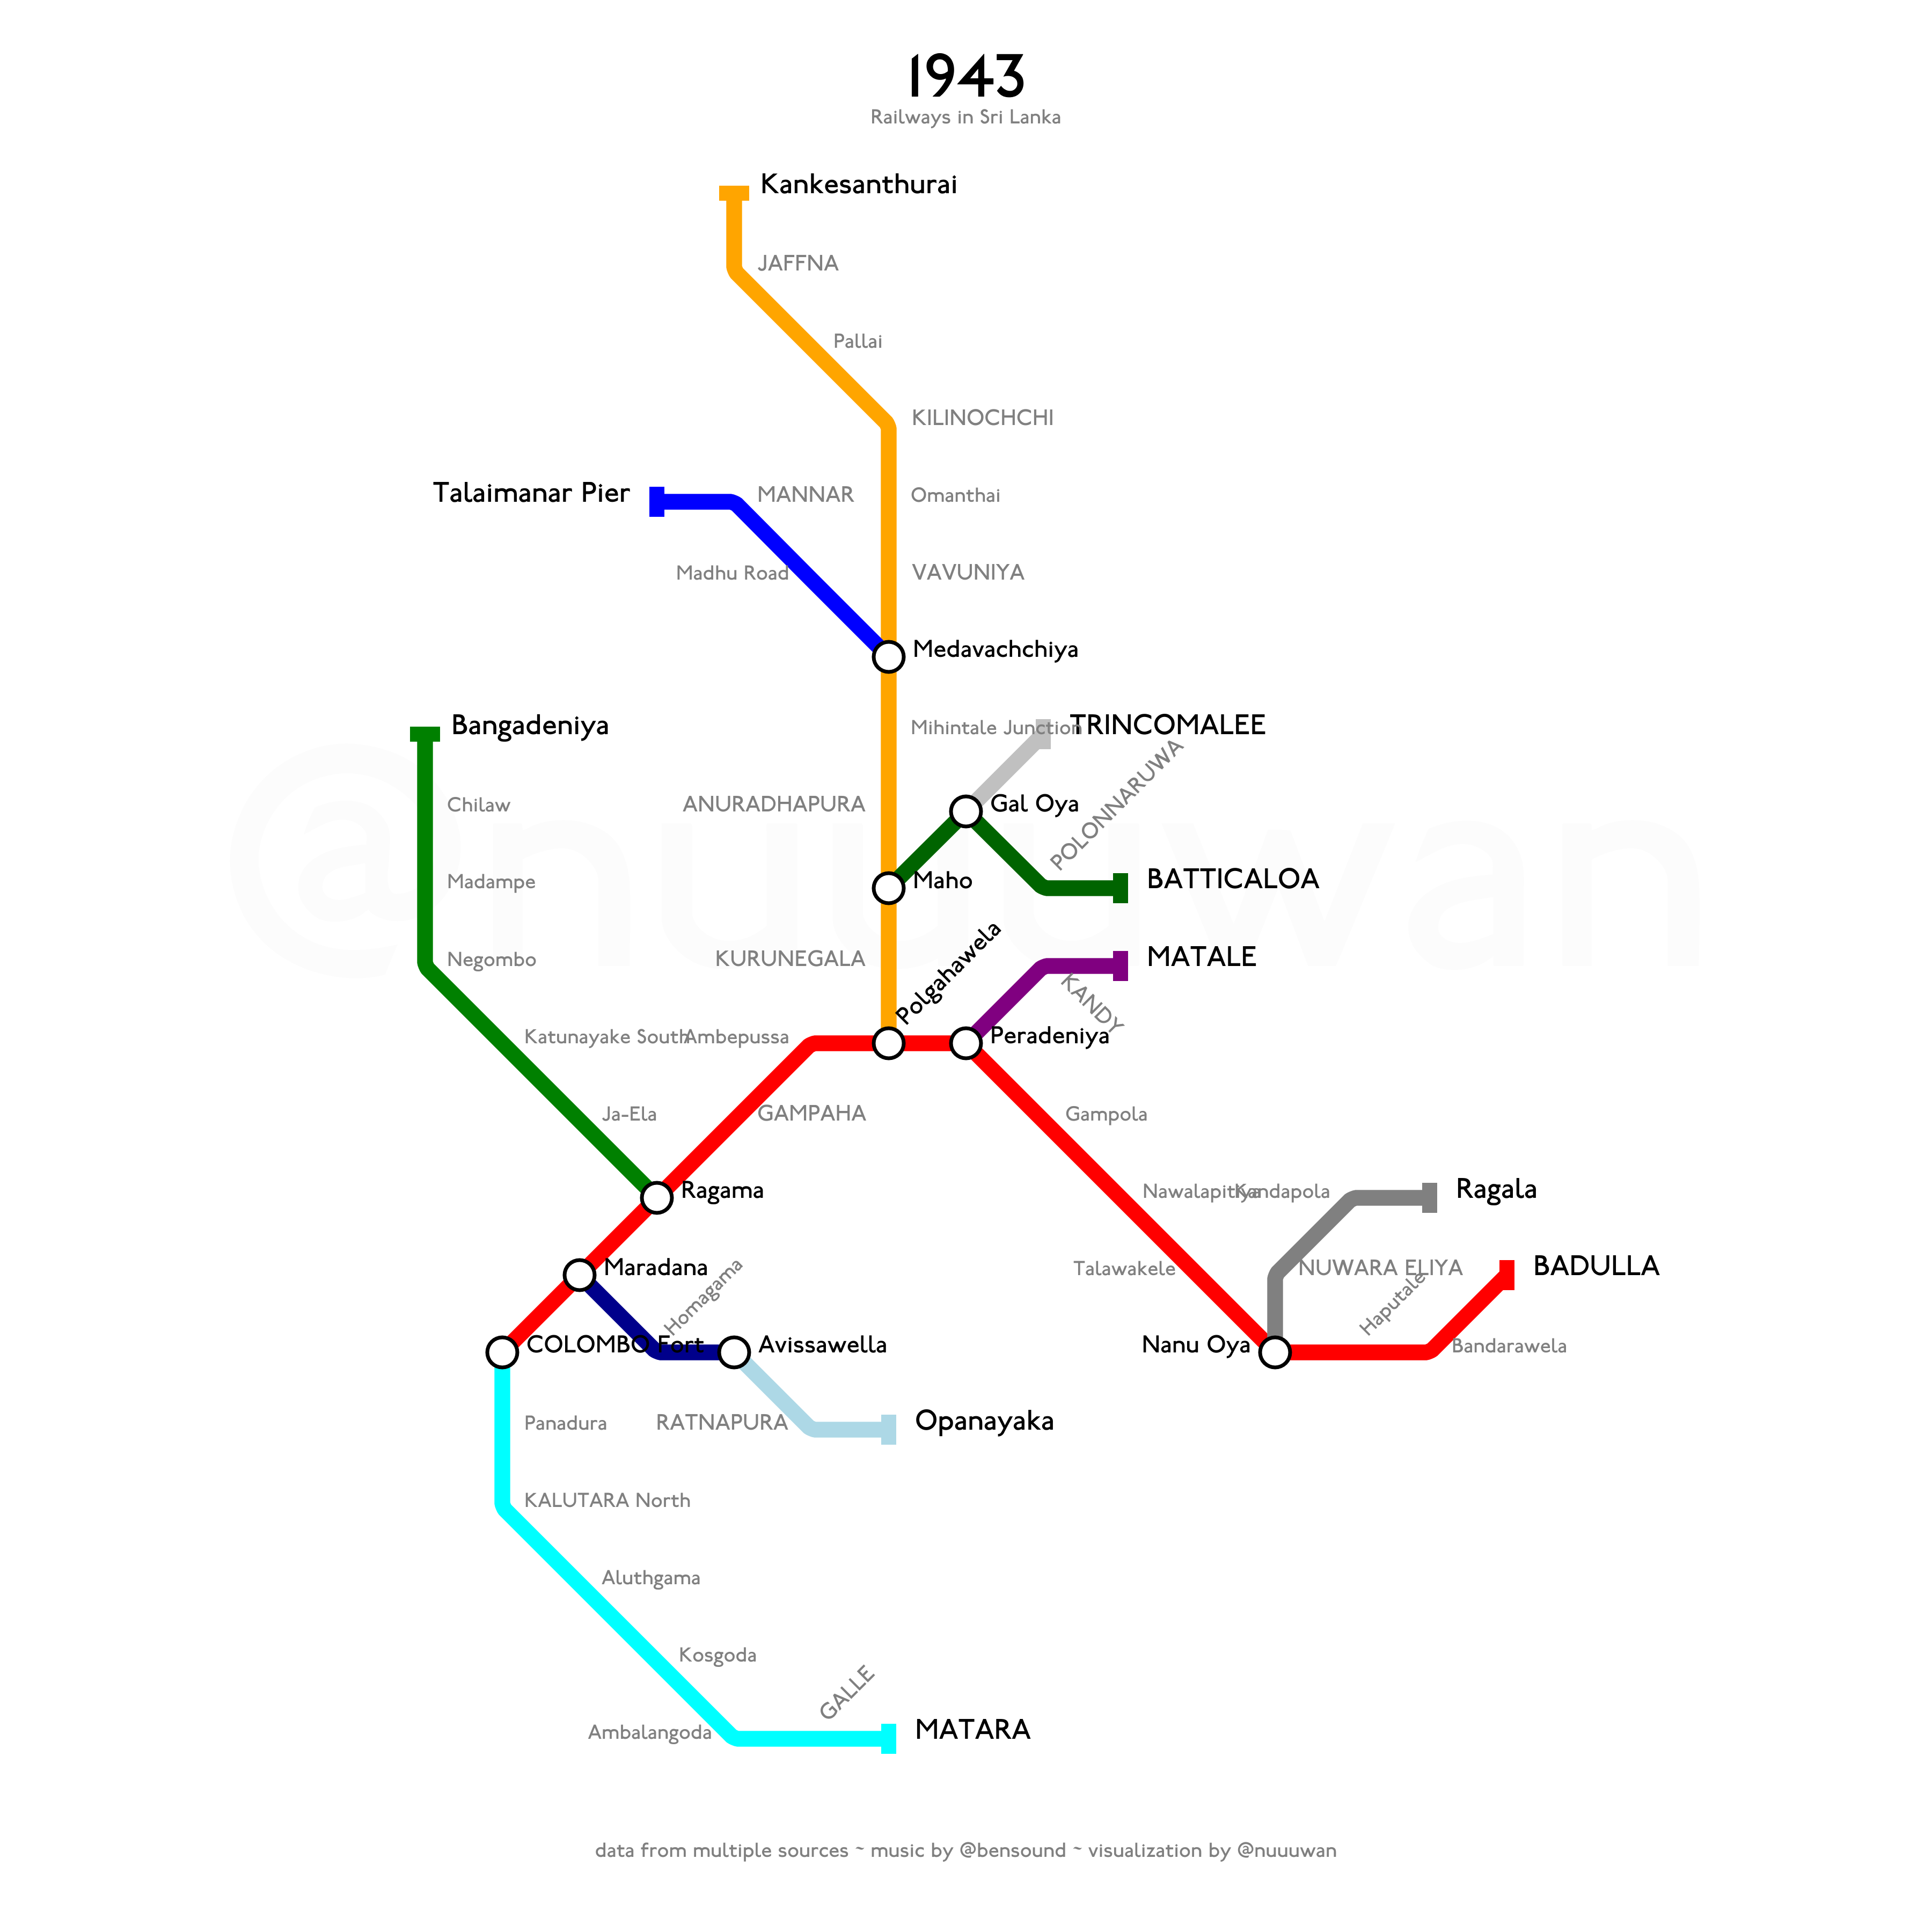 1943
Railways in Sri Lanka
Kankesanthurai
JAFFNA
Pallai
KILINOCHCHI
Talaimanar Pier
MANNAR
Omanthai
Madhu Road
VAVUNIYA
Medavachchiya
Bangadeniya
Mihintale Junction
TRINCOMALEE
Chilaw
ANURADHAPURA
Gal Oya
POLONNARUWA
@nuuuwan
Madampe
Maho
BATTICALOA
Negombo
KURUNEGALA
Polgahawela
MATALE
KANDY
Katunayake South
Ambepussa
Peradeniya
Ja-Ela
GAMPAHA
Gampola
Ragama
Nawalapitiya
Kandapola
Ragala
Maradana
Homagama
Talawakele
NUWARA ELIYA
Haputale
BADULLA
COLOMBO Fort
Avissawella
Nanu Oya
Bandarawela
Panadura
RATNAPURA
Opanayaka
KALUTARA North
Aluthgama
Kosgoda
GALLE
Ambalangoda
MATARA
data from multiple sources ~ music by @bensound ~ visualization by @nuuuwan